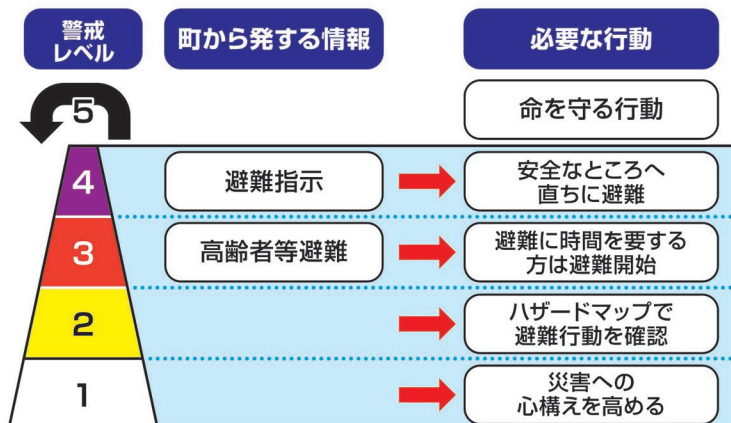 警戒
レベル
町から発する情報
必要な行動
5
命を守る行動
4
避難指示
安全なところへ
直ちに避難
3
高齢者等避難
避難に時間を要する
方は避難開始
2
ハザードマップで
避難行動を確認
1
災害への
心構えを高める